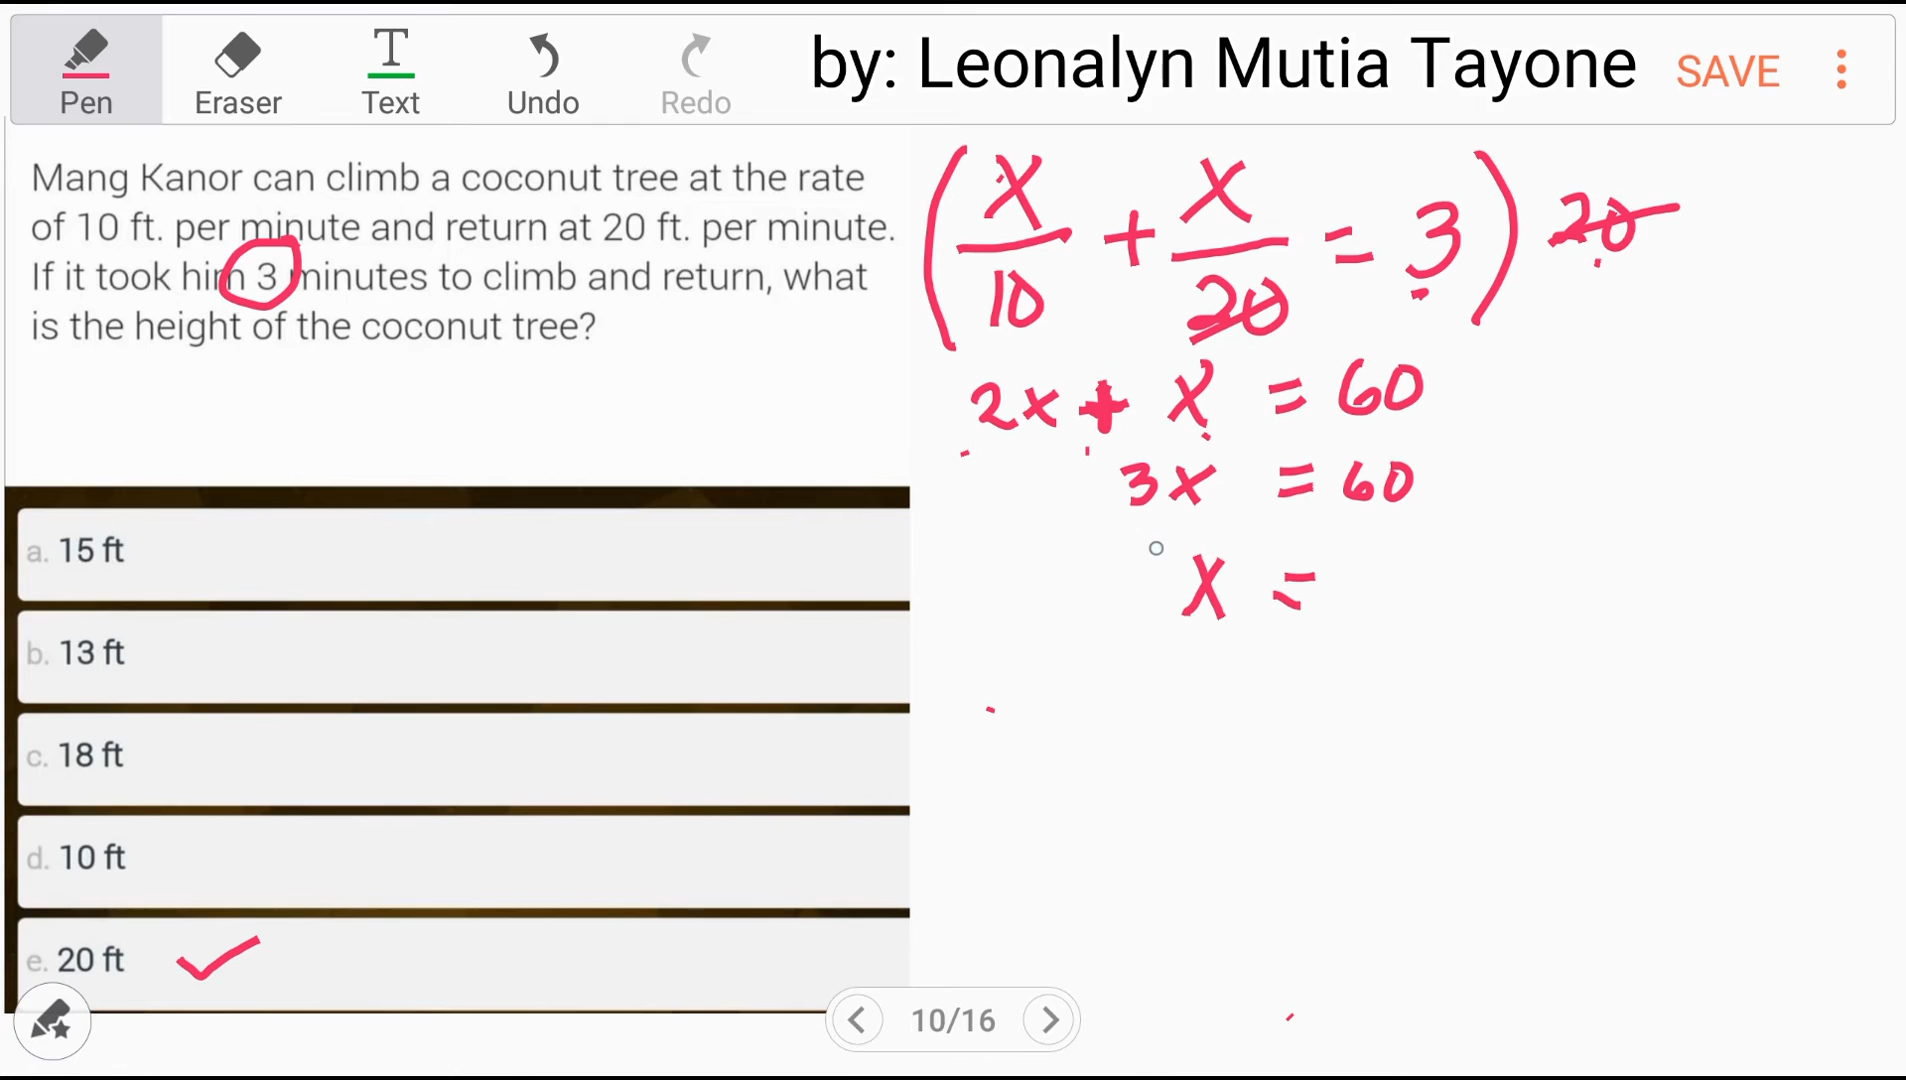 Pen
Eraser
Text
Undo
Redo
by: Leonalyn Mutia Tayone
SAVE
Mang Kanor can climb a coconut tree at the rate
of 10 ft. per minute and return at 20 ft. per minute.
If it took him 3 minutes to climb and return, what
is the height of the coconut tree?
a. 15 ft
b. 13 ft
c. 18 ft
d. 10 ft
e. 20 ft
(x/10 + x/20 = 3) 20
2x + x = 60
3x = 60
x =
10/16